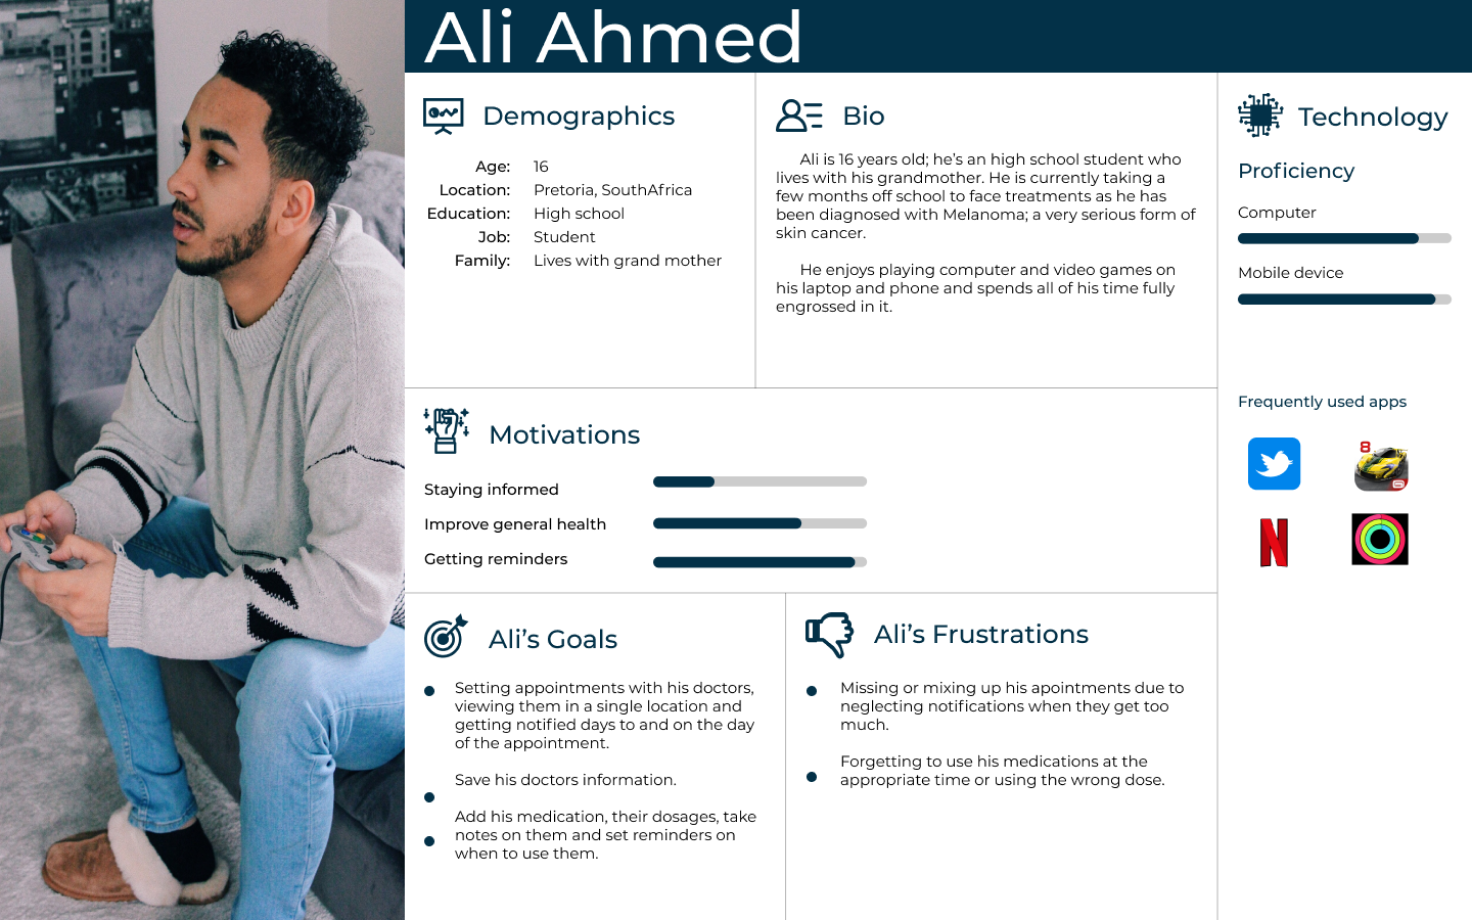 Ali Ahmed
Demographics
Age: 16
Location: Pretoria, SouthAfrica
Education: High school
Job: Student
Family: Lives with grand mother
Bio
Ali is 16 years old; he's an high school student who
lives with his grandmother. He is currently taking a
few months off school to face treatments as he has
been diagnosed with Melanoma; a very serious form of
skin cancer.
He enjoys playing computer and video games on
his laptop and phone and spends all of his time fully
engrossed in it.
Technology
Proficiency
Computer
Mobile device
Frequently used apps
8
N
Motivations
Staying informed
Improve general health
Getting reminders
Ali's Goals
Setting appointments with his doctors,
viewing them in a single location and
getting notified days to and on the day
of the appointment.
Save his doctors information.
Add his medication, their dosages, take
notes on them and set reminders on
when to use them.
Ali's Frustrations
Missing or mixing up his apointments due to
neglecting notifications when they get too
much.
Forgetting to use his medications at the
appropriate time or using the wrong dose.